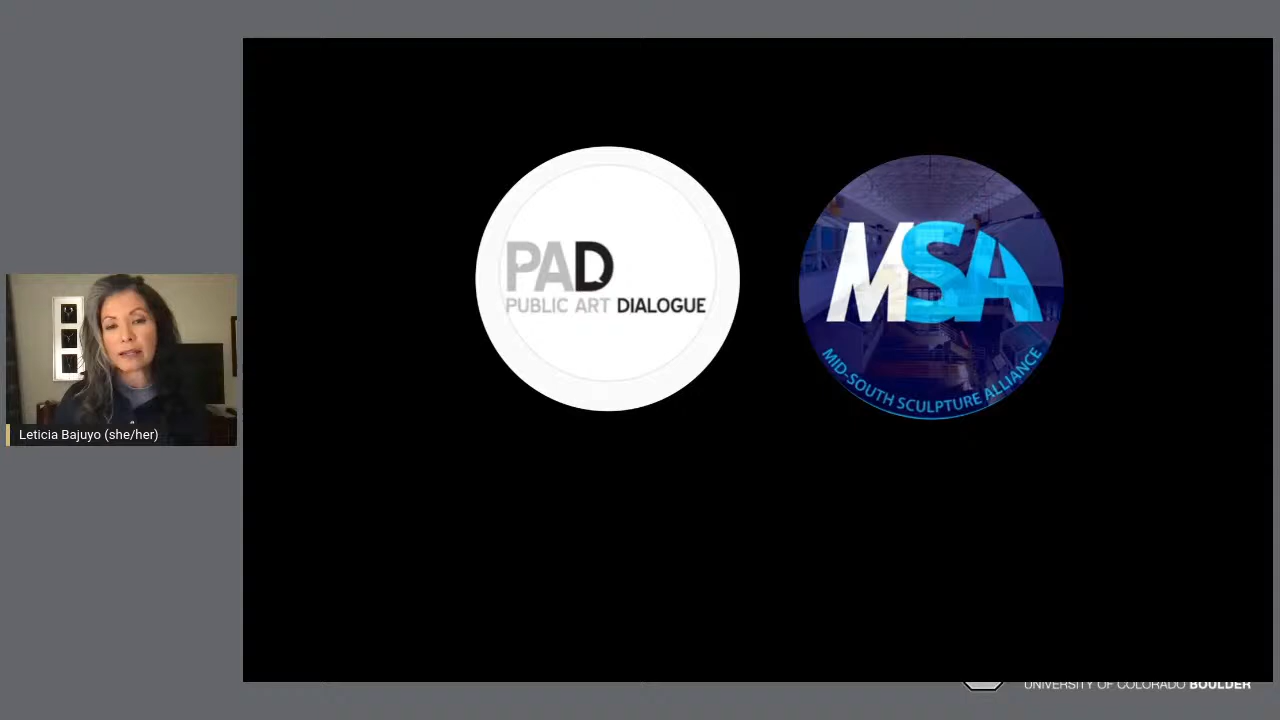 PAD
PUBLIC ART DIALOGUE
MSA
MID-SOUTH SCULPTURE ALLIANCE
Leticia Bajuyo (she/her)
UNIVERSITY OF COLORADO BOULDER